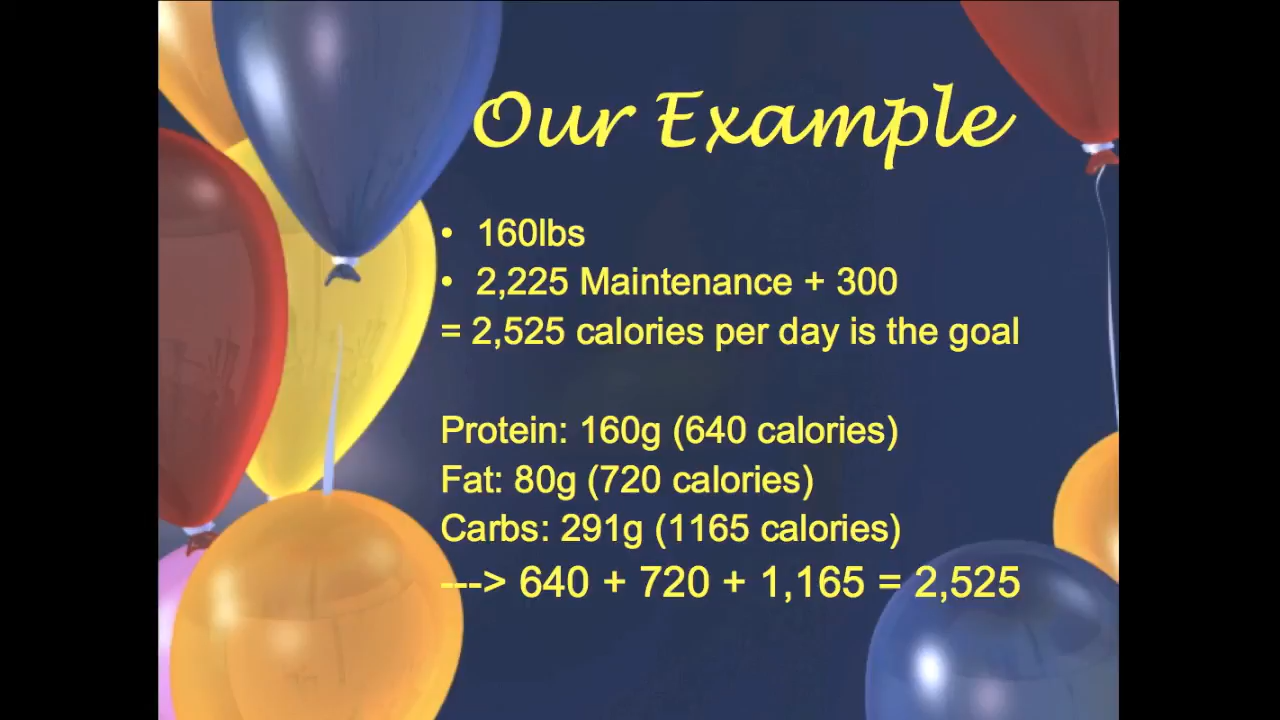 Our Example
• 160lbs
• 2,225 Maintenance + 300
= 2,525 calories per day is the goal
Protein: 160g (640 calories)
Fat: 80g (720 calories)
Carbs: 291g (1165 calories)
---> 640 + 720 + 1,165 = 2,525